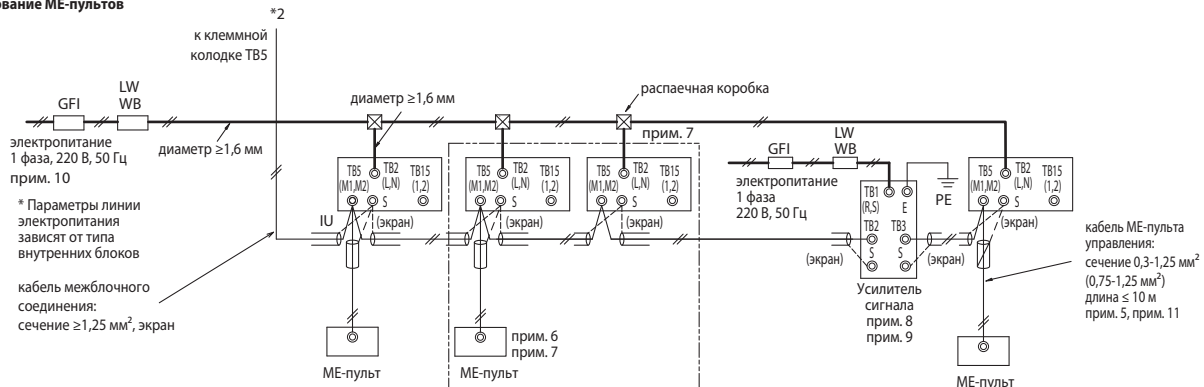 ование МЕ-пультов
*2
к клеммной
колодке ТВ5
GFI
LW
WB
диаметр ≥1,6 мм
распаечная коробка
электропитание
1 фаза, 220 В, 50 Гц
прим. 10
диаметр ≥1,6 мм
* Параметры линии
электропитания
зависят от типа
внутренних блоков
кабель межблочного
соединения:
сечение ≥1,25 мм², экран
TB5
(M1,M2)
TB2
(L,N)
TB15
(1,2)
S
IU
(экран)
МЕ-пульт
TB5
(M1,M2)
TB2
(L,N)
TB15
(1,2)
S
(экран)
прим. 6
прим. 7
МЕ-пульт
прим. 7
TB5
(M1,M2)
TB2
(L,N)
TB15
(1,2)
S
(экран)
GFI
LW
WB
электропитание
1 фаза
220 В, 50 Гц
TB1
(R,S)
E
PE
TB2
TB3
S
S
(экран)
(экран)
Усилитель
сигнала
прим. 8
прим. 9
TB5
(M1,M2)
TB2
(L,N)
TB15
(1,2)
S
(экран)
МЕ-пульт
кабель МЕ-пульта
управления:
сечение 0,3-1,25 мм²
(0,75-1,25 мм²)
длина ≤ 10 м
прим. 5, прим. 11